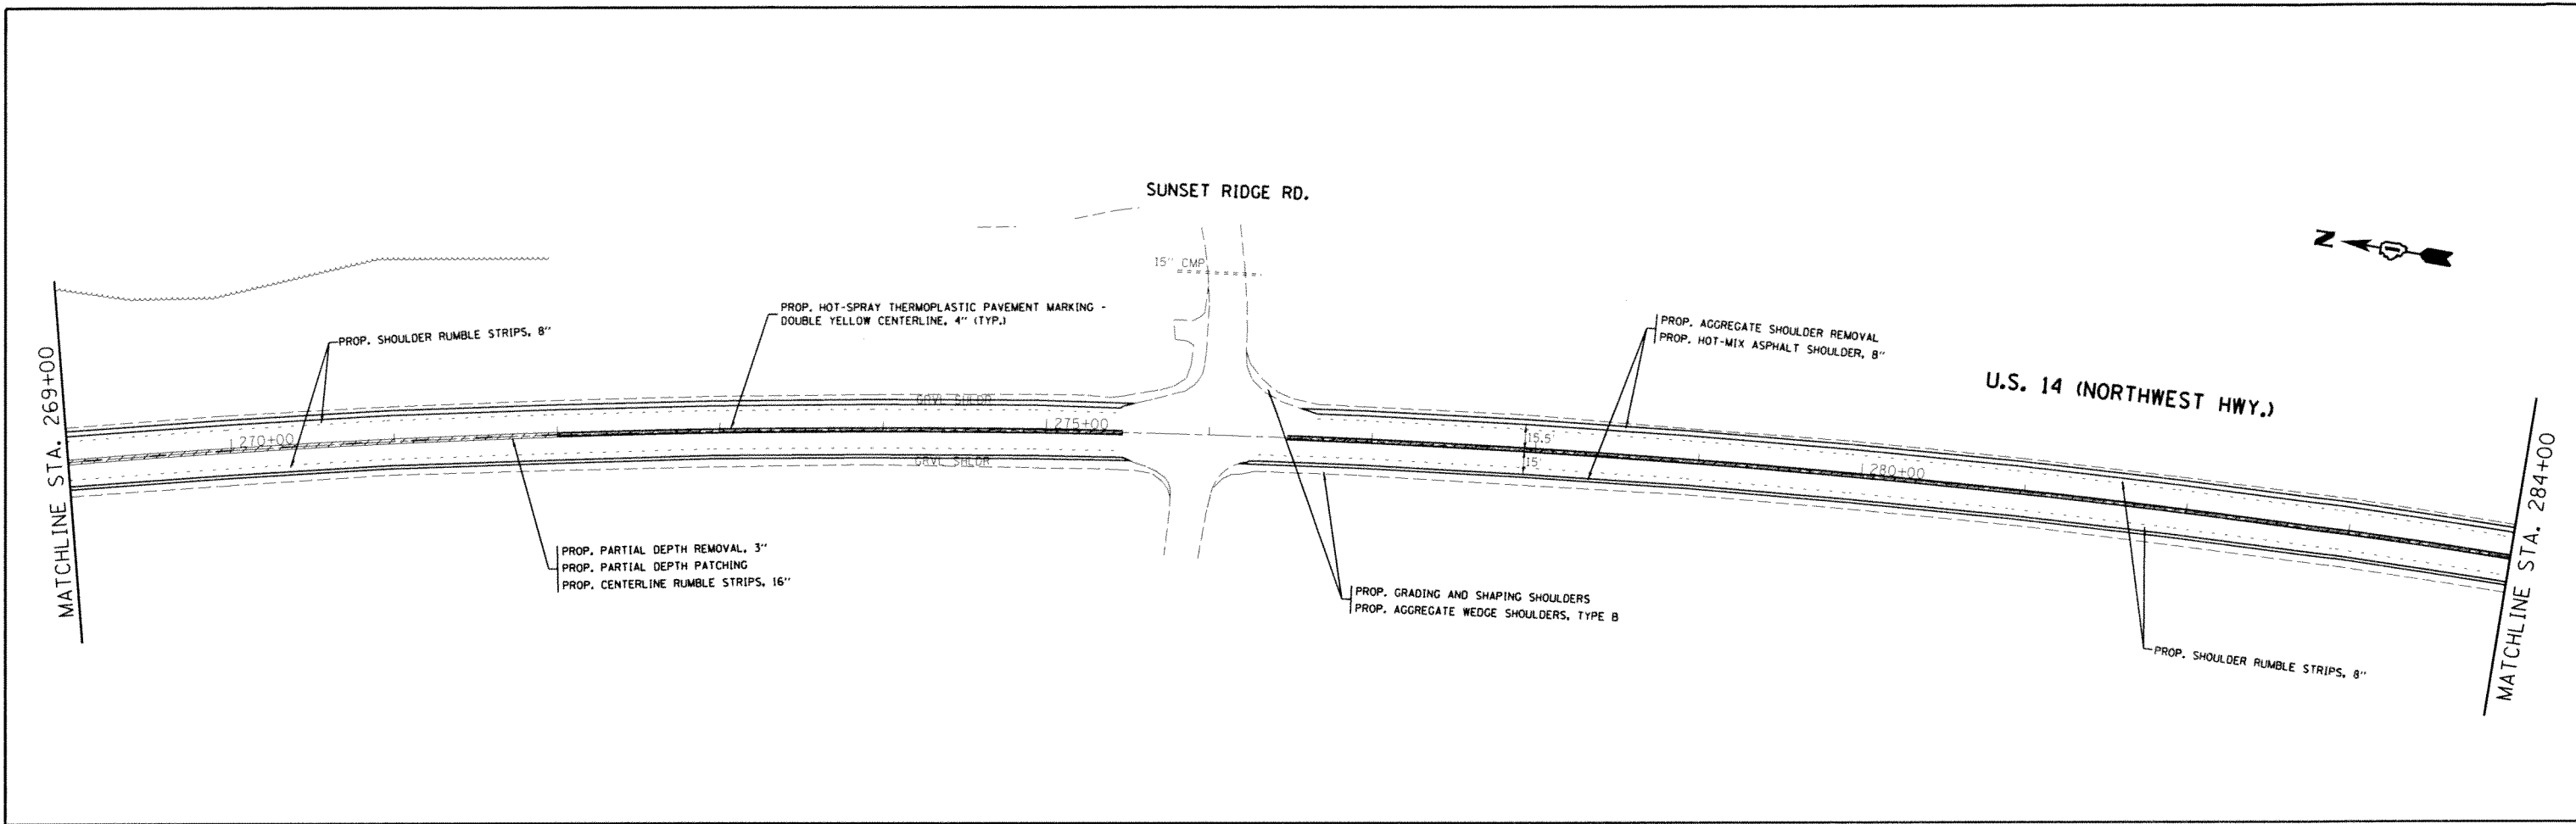 SUNSET RIDGE RD.
15" CMP
N
PROP. SHOULDER RUMBLE STRIPS, 8"
PROP. HOT-SPRAY THERMOPLASTIC PAVEMENT MARKING -
DOUBLE YELLOW CENTERLINE, 4" (TYP.)
PROP. AGGREGATE SHOULDER REMOVAL
PROP. HOT-MIX ASPHALT SHOULDER, 8"
U.S. 14 (NORTHWEST HWY.)
MATCHLINE STA. 269+00
GRVL SHLDR
270+00
275+00
15.5'
15'
280+00
GRVL SHLDR
MATCHLINE STA. 284+00
PROP. PARTIAL DEPTH REMOVAL, 3"
PROP. PARTIAL DEPTH PATCHING
PROP. CENTERLINE RUMBLE STRIPS, 16"
PROP. GRADING AND SHAPING SHOULDERS
PROP. AGGREGATE WEDGE SHOULDERS, TYPE B
PROP. SHOULDER RUMBLE STRIPS, 8"